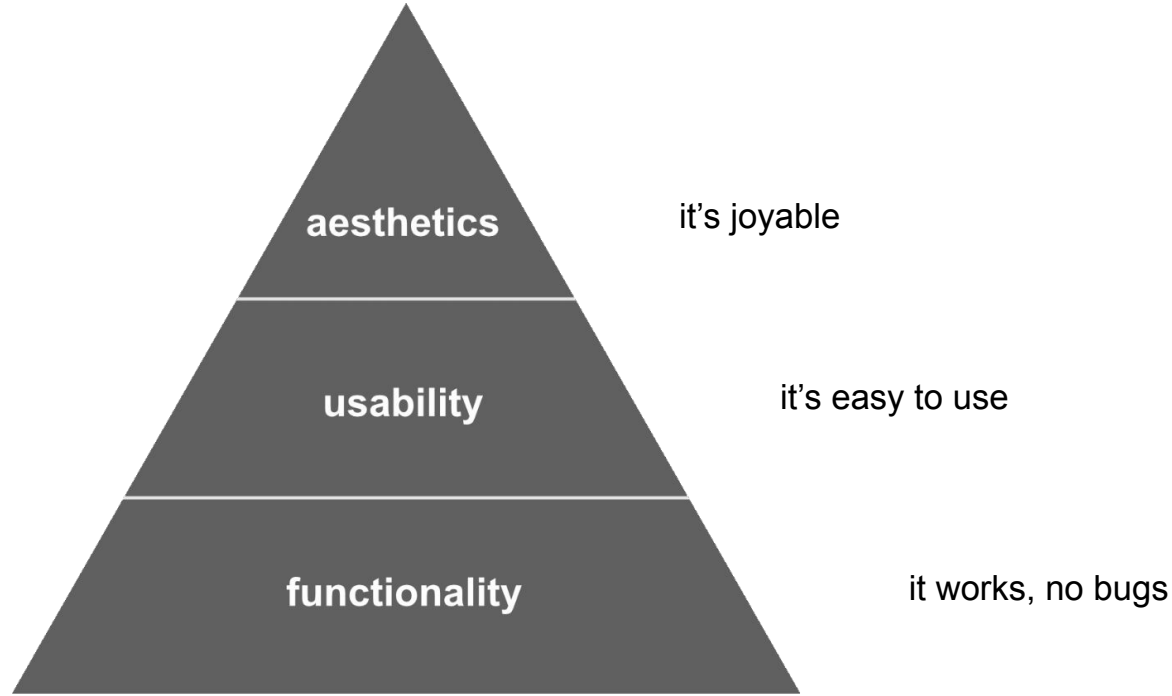 aesthetics
it’s joyable
usability
it’s easy to use
functionality
it works, no bugs